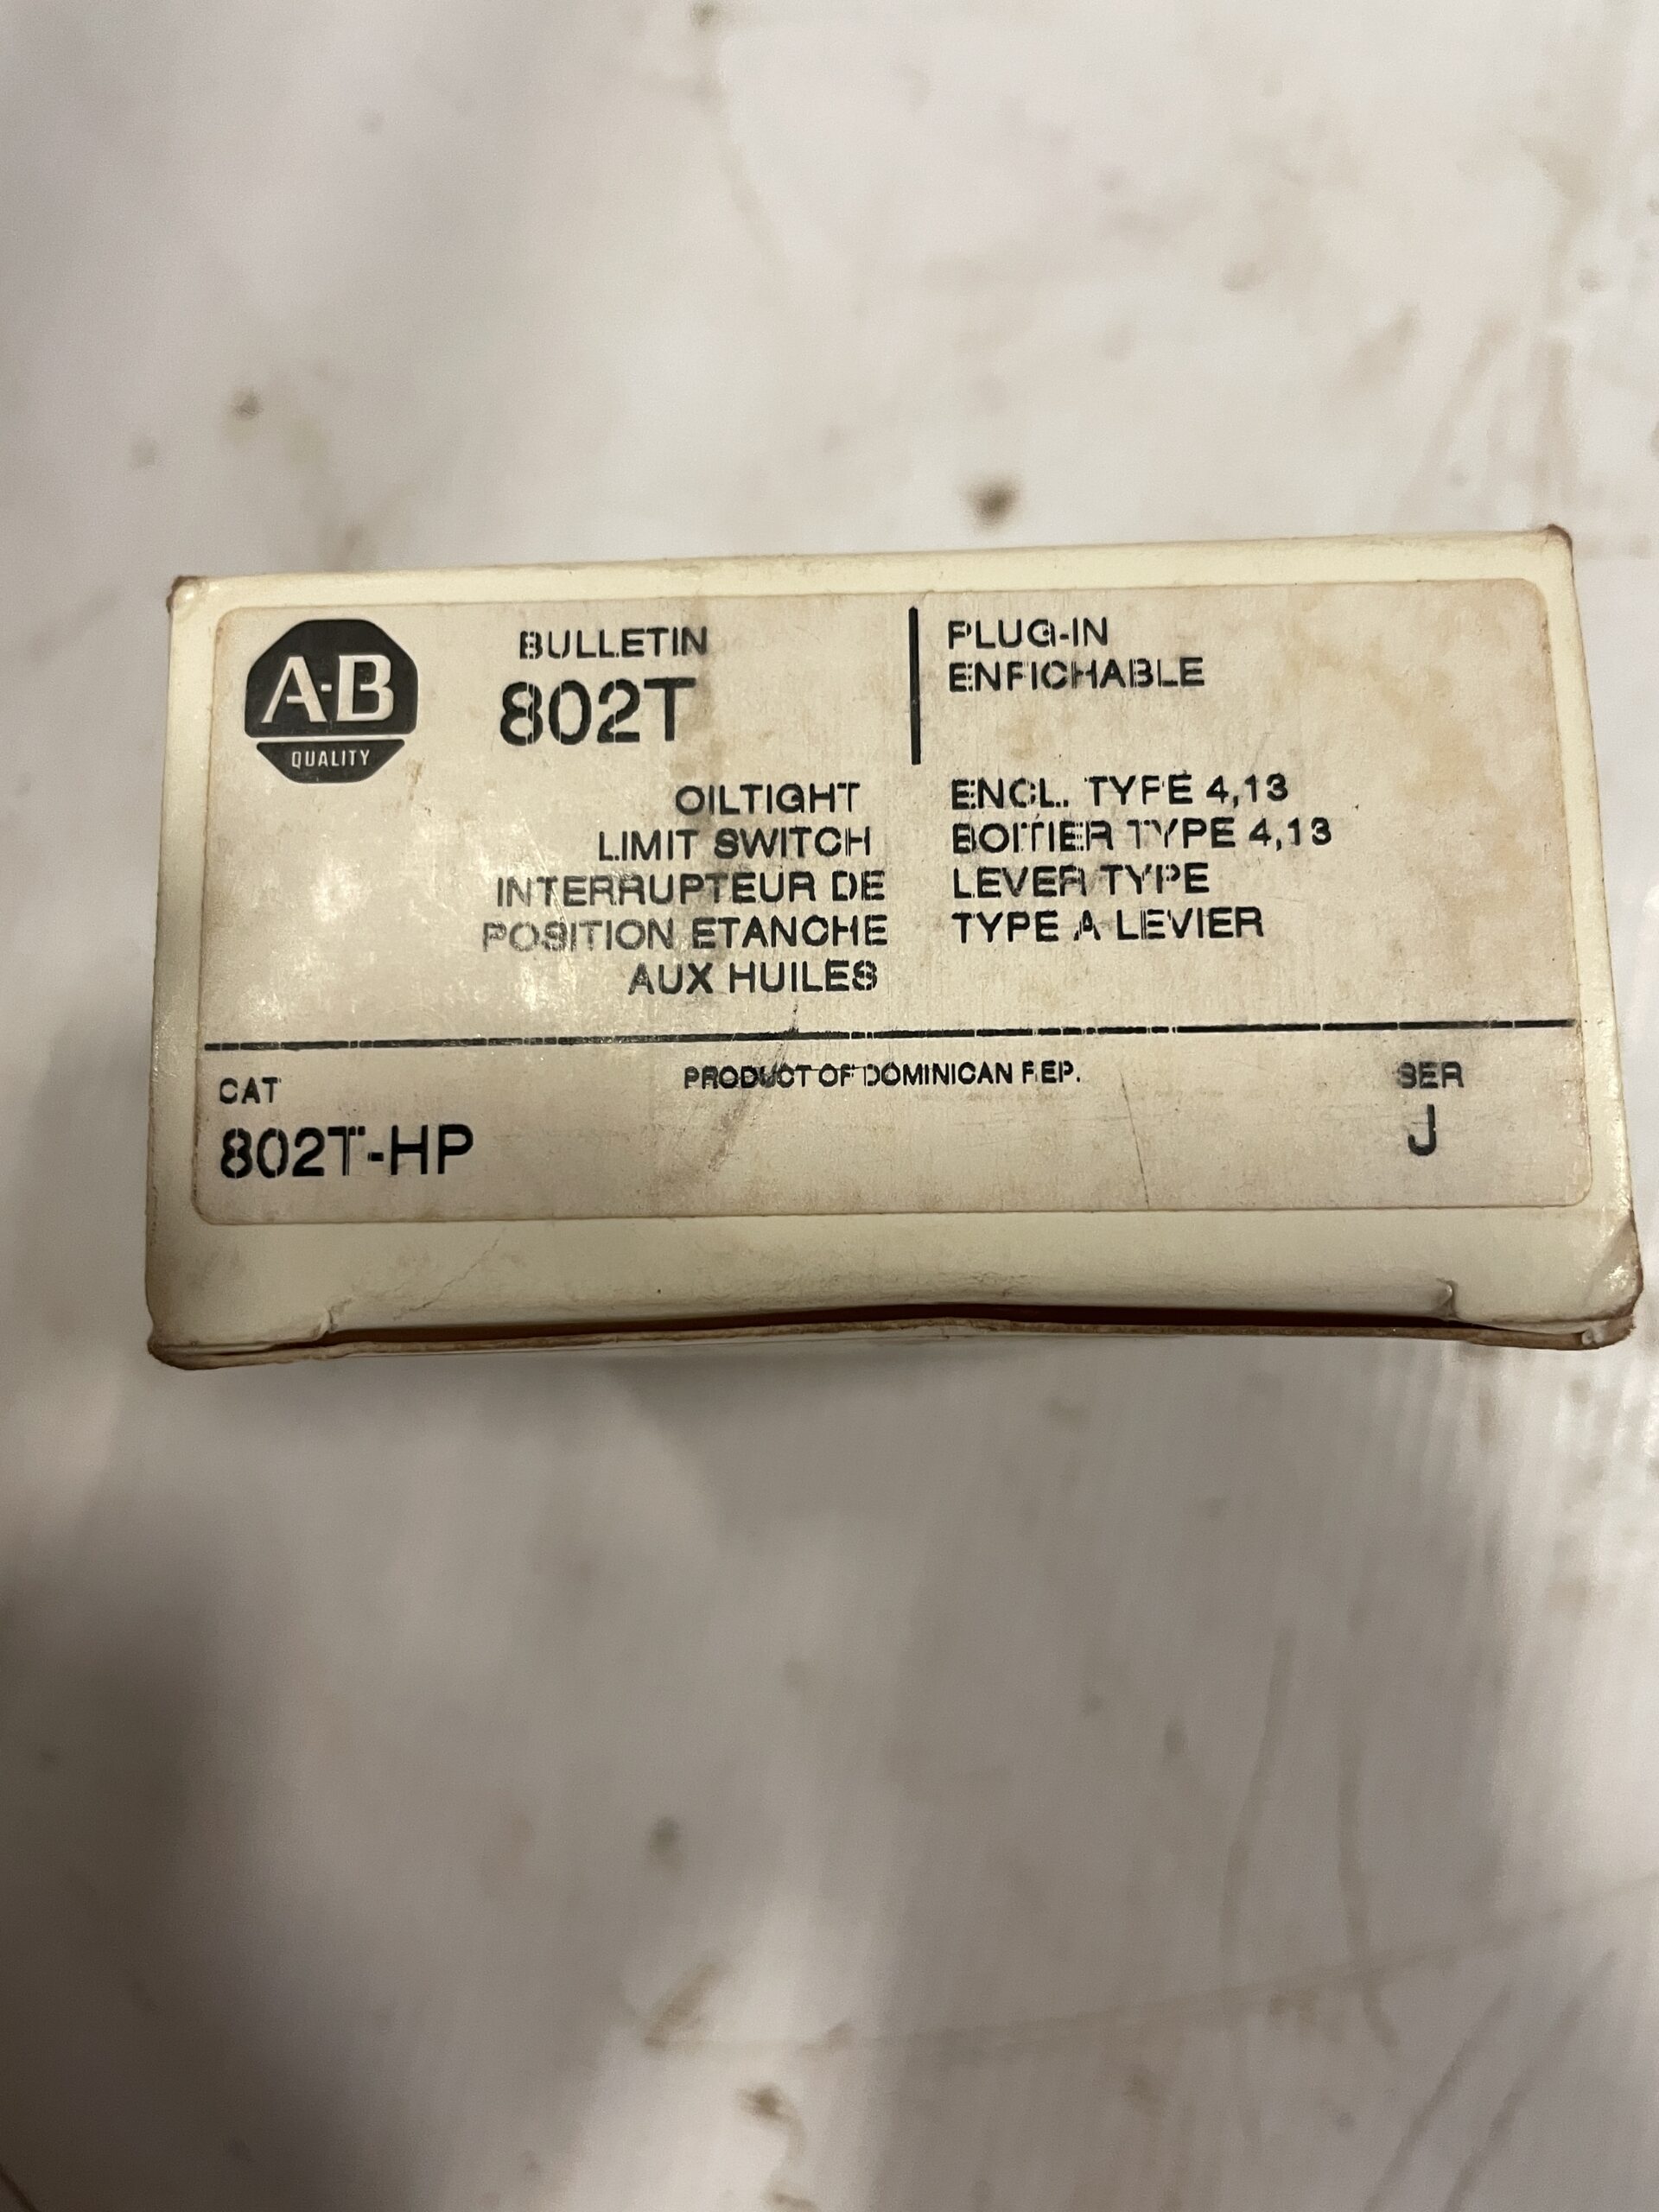 A-B
QUALITY
BULLETIN
802T
PLUG-IN
ENFICHABLE
OILTIGHT
LIMIT SWITCH
INTERRUPTEUR DE
POSITION ETANCHE
AUX HUILES
ENCL. TYPE 4,13
BOITIER TYPE 4,13
LEVER TYPE
TYPE A LEVIER
CAT
802T-HP
PRODUCT OF DOMINICAN REP.
SER
J